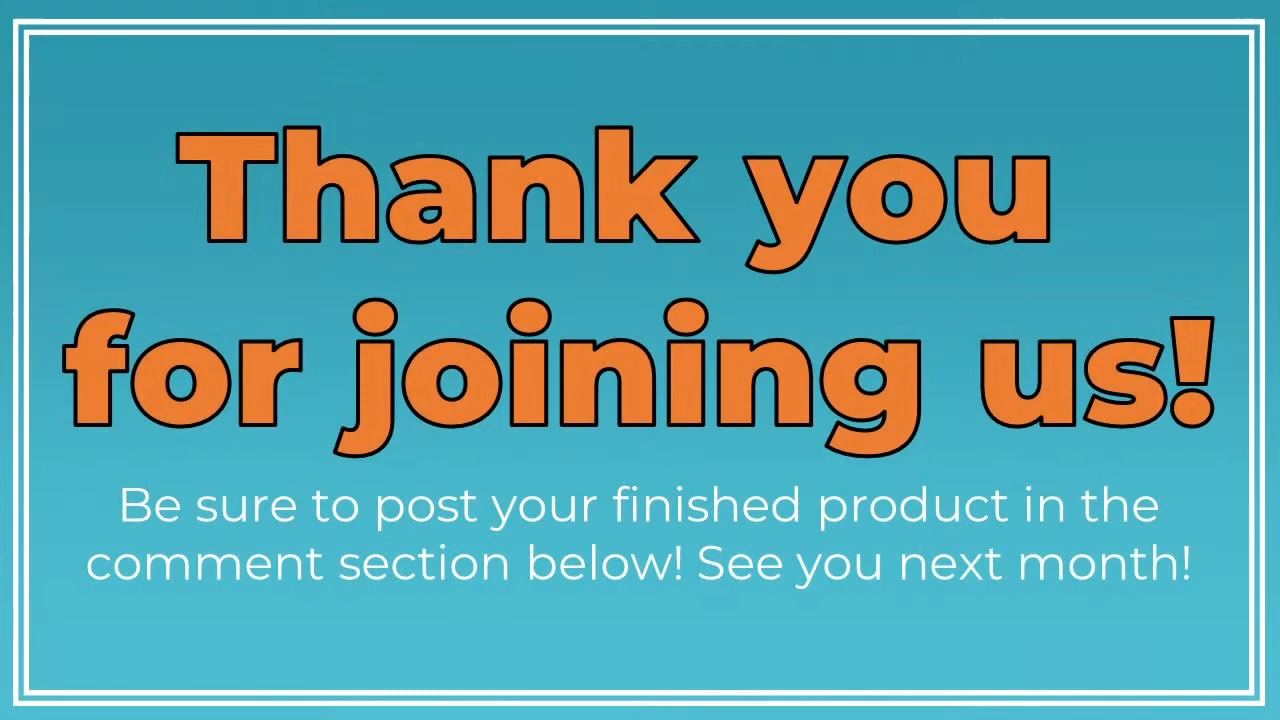 Thank you
for joining us!
Be sure to post your finished product in the
comment section below! See you next month!